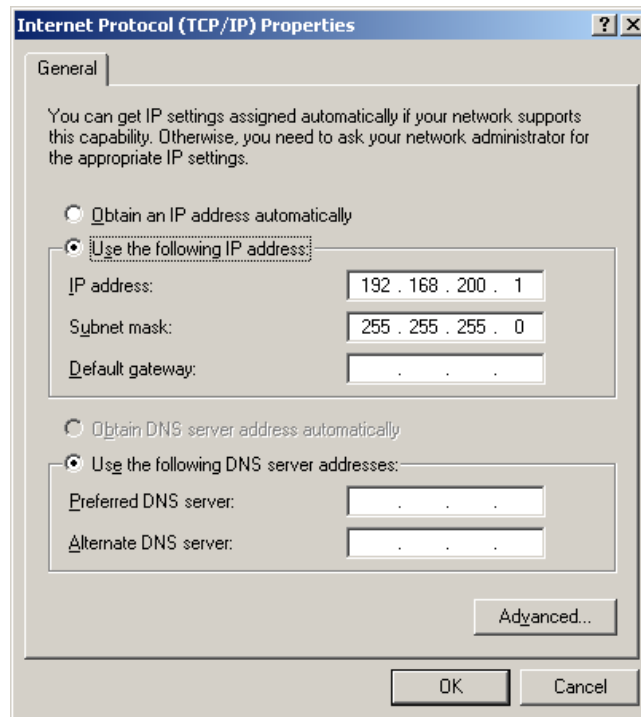 Internet Protocol (TCP/IP) Properties
General
You can get IP settings assigned automatically if your network supports
this capability. Otherwise, you need to ask your network administrator for
the appropriate IP settings.
Obtain an IP address automatically
Use the following IP address:
IP address: 192 . 168 . 200 . 1
Subnet mask: 255 . 255 . 255 . 0
Default gateway: . . .
Obtain DNS server address automatically
Use the following DNS server addresses:
Preferred DNS server: . . .
Alternate DNS server: . . .
Advanced...
OK Cancel